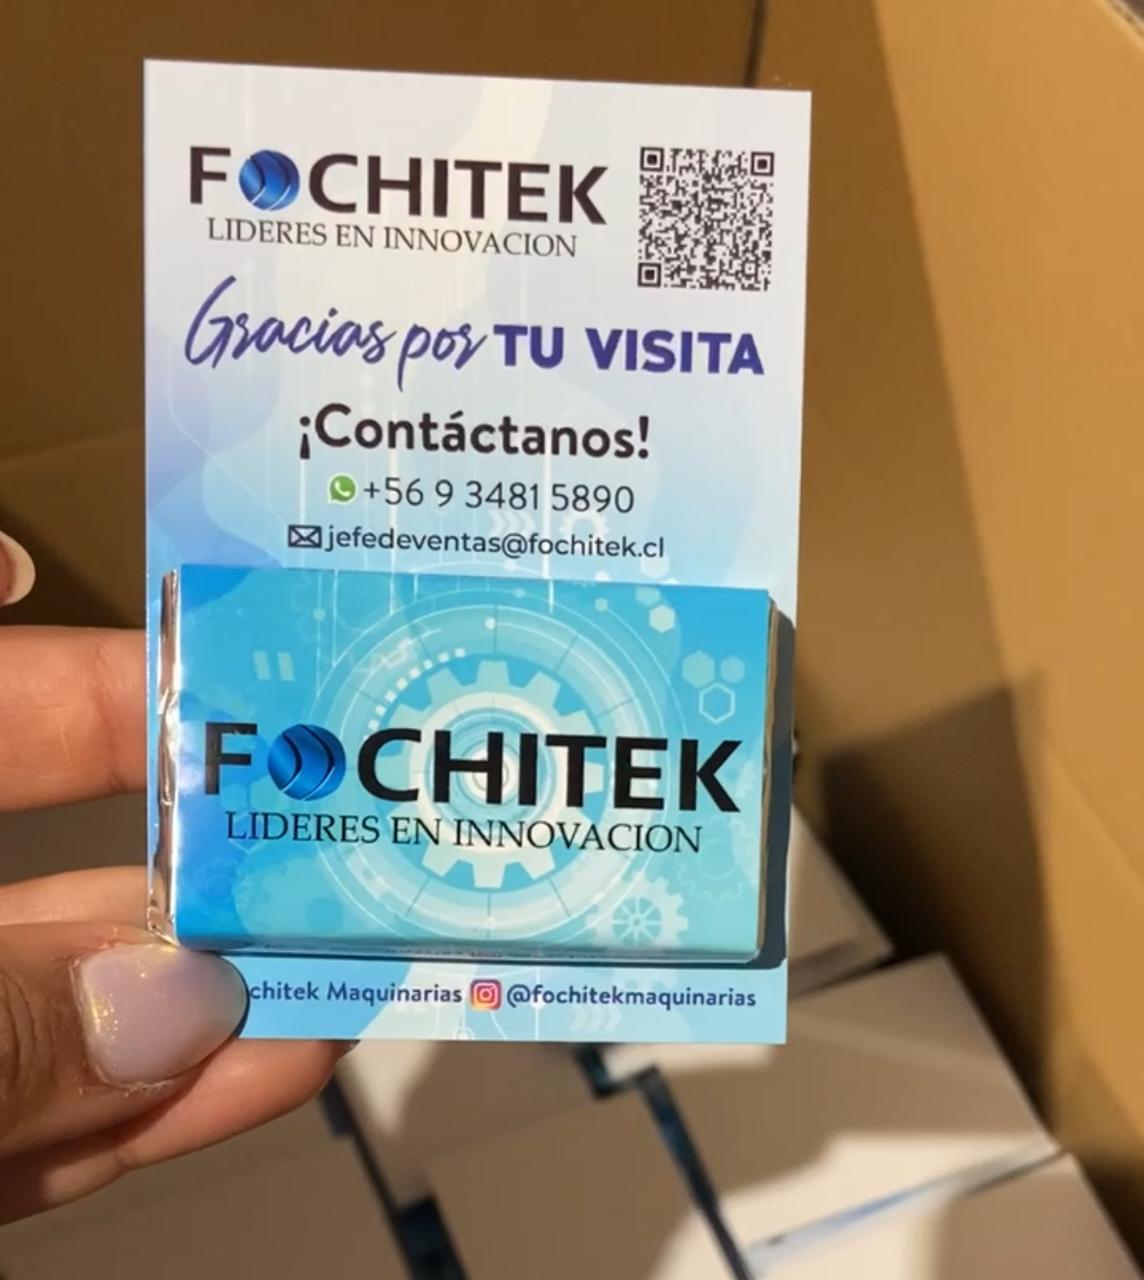 FOCHITEK
LIDERES EN INNOVACION
Gracias por TU VISITA
¡Contáctanos!
+56 9 3481 5890
jefedeventas@fochitek.cl
FOCHITEK
LIDERES EN INNOVACION
chitek Maquinarias @fochitekmaquinarias